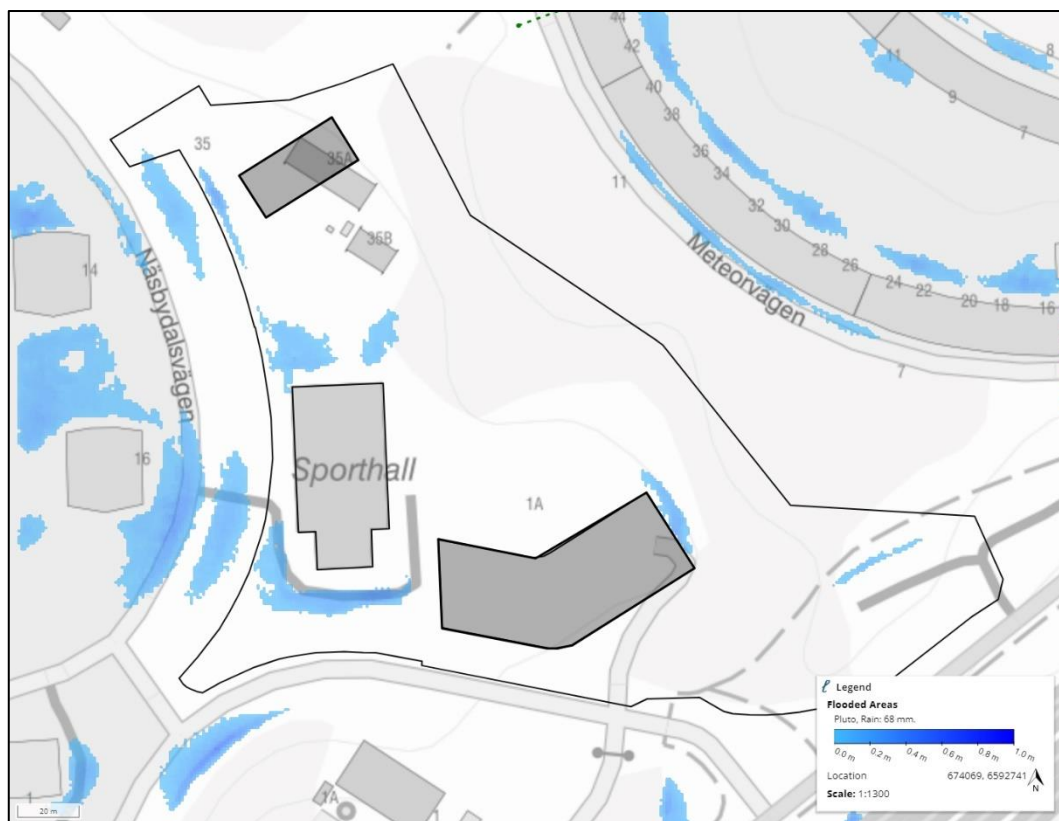 44
42
40
38
36
34
32
30
28
26
24
22
20
18
16
11
9
7
8
11
Meteorvägen
7
35
35A
35B
Näsbydalsvägen
14
16
Sporthall
1A
1
1A
20 m
Legend
Flooded Areas
Pluto, Rain: 68 mm.
0.0 m 0.2 m 0.4 m 0.6 m 0.8 m 1.0 m
Location 674069, 6592741
Scale: 1:1300
N